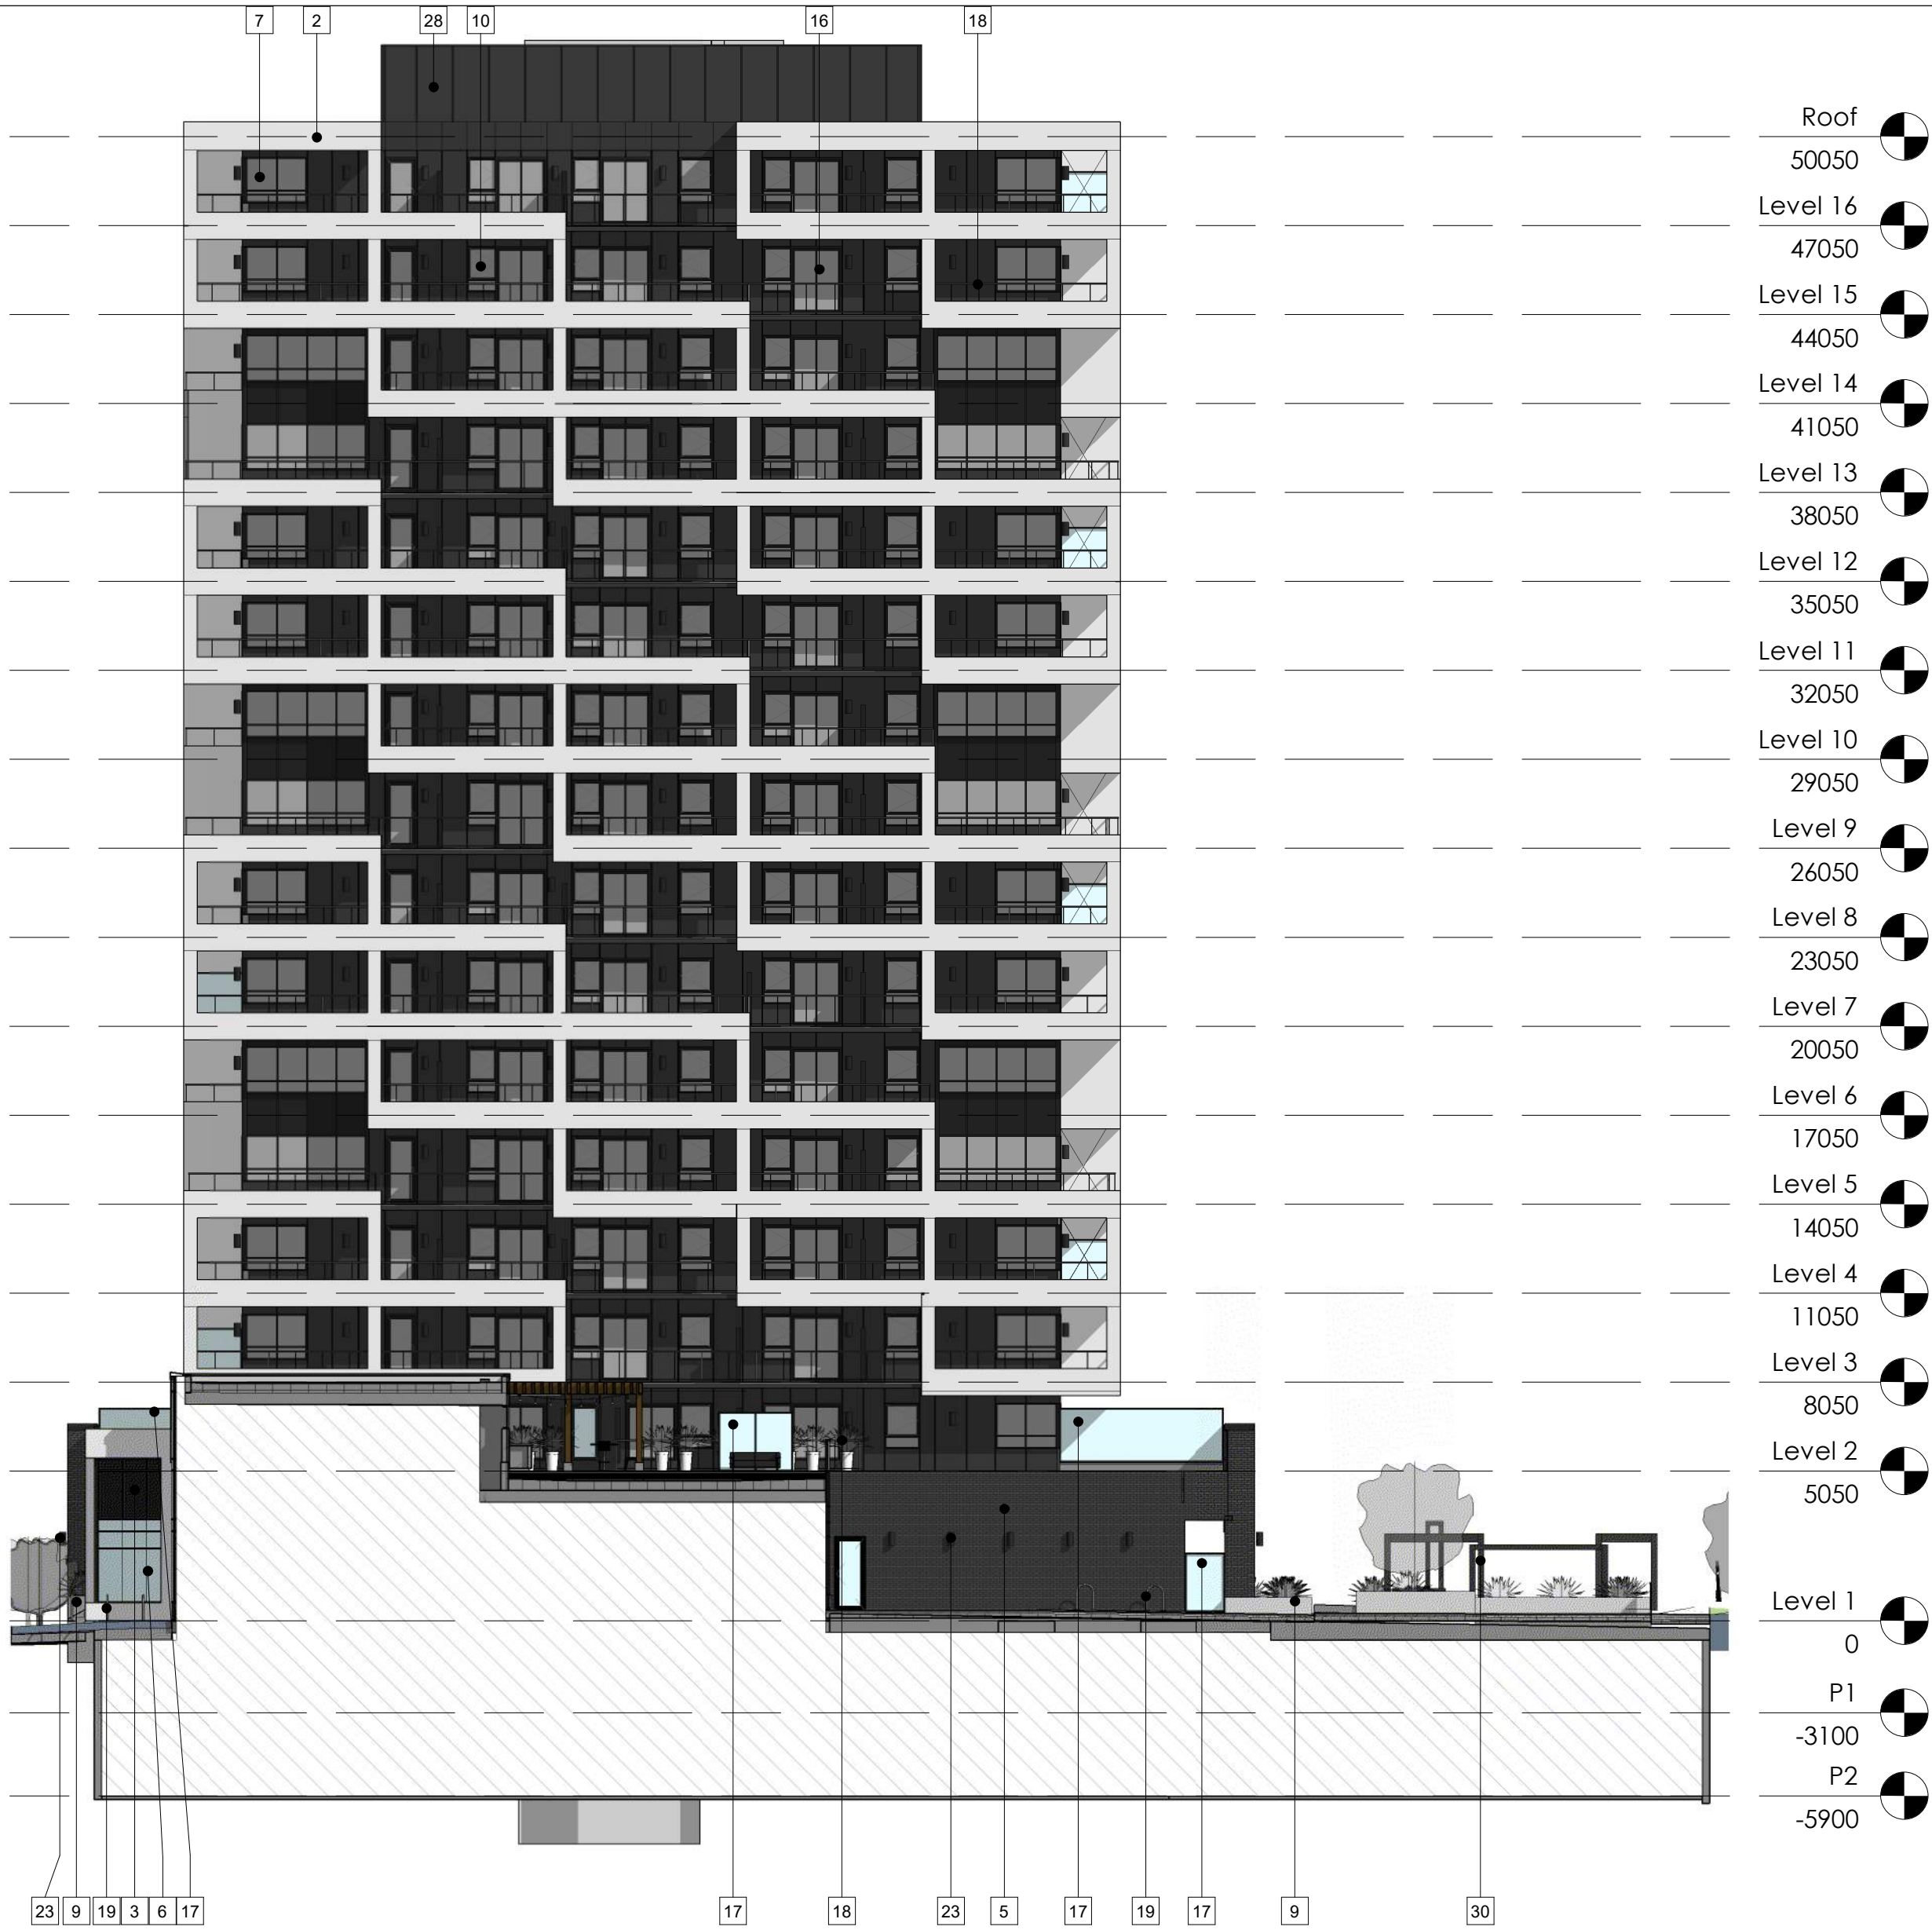 7 2 28 10 16 18
Roof
50050
Level 16
47050
Level 15
44050
Level 14
41050
Level 13
38050
Level 12
35050
Level 11
32050
Level 10
29050
Level 9
26050
Level 8
23050
Level 7
20050
Level 6
17050
Level 5
14050
Level 4
11050
Level 3
8050
Level 2
5050
Level 1
0
P1
-3100
P2
-5900
23 9 19 3 6 17 17 18 23 5 17 19 17 9 30